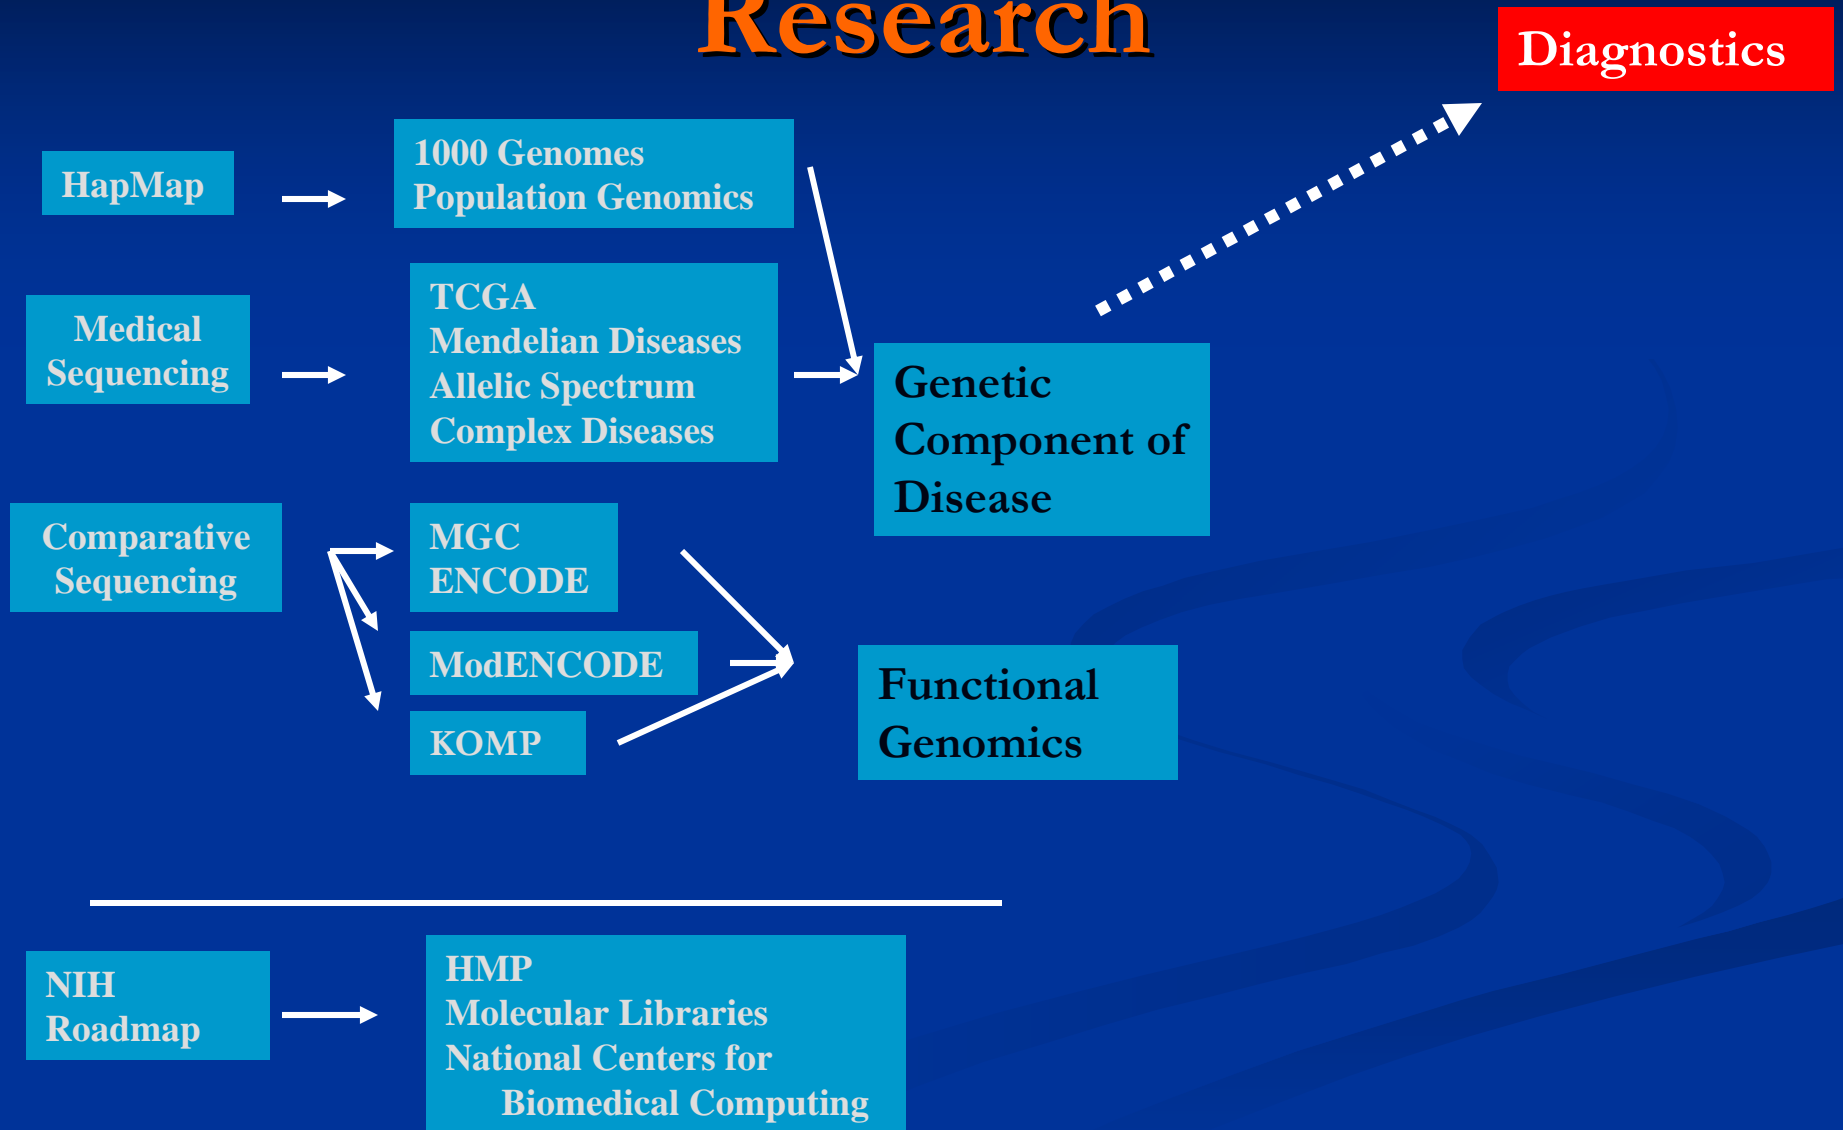 Research
Diagnostics
HapMap
1000 Genomes
Population Genomics
Medical
Sequencing
TCGA
Mendelian Diseases
Allelic Spectrum
Complex Diseases
Genetic
Component of
Disease
Comparative
Sequencing
MGC
ENCODE
ModENCODE
KOMP
Functional
Genomics
NIH
Roadmap
HMP
Molecular Libraries
National Centers for
Biomedical Computing